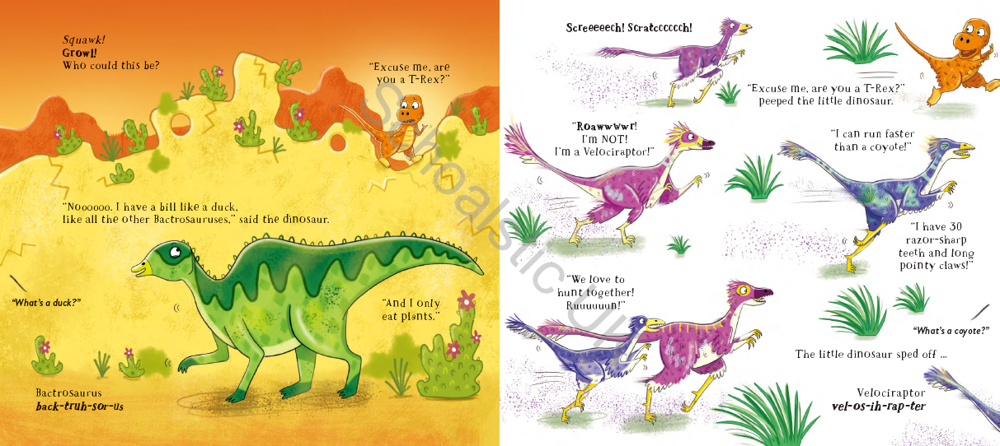 Squawk!
Growl!
Who could this be?
“Excuse me, are
you a T-Rex?”
“Noooooo. I have a bill like a duck,
like all the other Bactrosauruses,” said the dinosaur.
“What’s a duck?”
“And I only
eat plants.”
Bactrosaurus
back-truh-sor-us
Screeeeech! Scratcccccch!
“Excuse me, are you a T-Rex?”
peeped the little dinosaur.
“Roawwwwr!
I’m NOT!
I’m a Velociraptor!”
“I can run faster
than a coyote!”
“I have 30
razor-sharp
teeth and long
pointy claws!”
“We love to
hunt together!
Ruuuuuun!”
“What’s a coyote?”
The little dinosaur sped off ...
Velociraptor
vel-os-ih-rap-ter